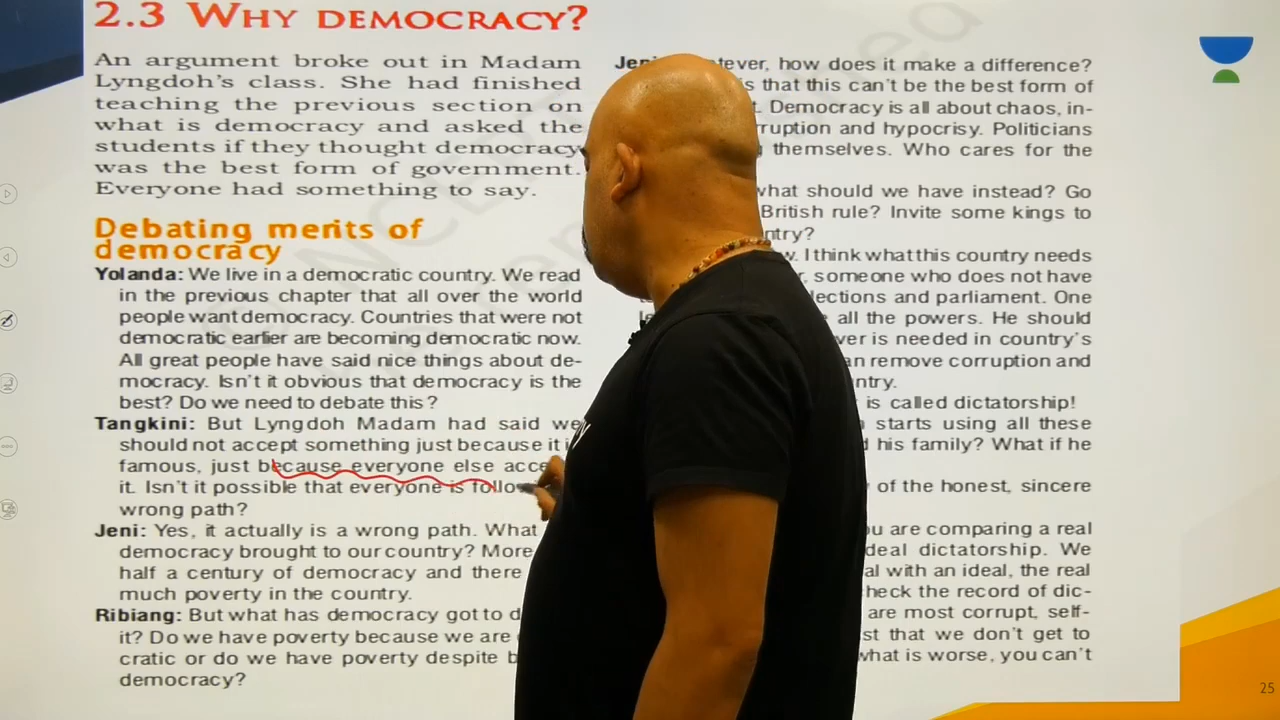 2.3 WHY DEMOCRACY?
An argument broke out in Madam
Lyngdoh's class. She had finished
teaching the previous section on
what is democracy and asked the
students if they thought democracy
was the best form of government.
Everyone had something to say.
Debating merits of
democracy
Yolanda: We live in a democratic country. We read
in the previous chapter that all over the world
people want democracy. Countries that were not
democratic earlier are becoming democratic now.
All great people have said nice things about de-
mocracy. Isn't it obvious that democracy is the
best? Do we need to debate this?
Tangkini: But Lyngdoh Madam had said we
should not accept something just because it
famous, just because everyone else
it. Isn't it possible that everyone is
wrong path?
Jeni: Yes, it actually is a wrong path. What
democracy brought to our country? More
half a century of democracy and there
much poverty in the country.
Ribiang: But what has democracy got to
it? Do we have poverty because we are
cratic or do we have poverty despite
democracy?
how does it make a difference?
is that this can't be the best form of
Democracy is all about chaos, in-
and hypocrisy. Politicians
themselves. Who cares for the
what should we have instead? Go
British rule? Invite some kings to
I think what this country needs
someone who does not have
and parliament. One
all the powers. He should
is needed in country's
remove corruption and
is called dictatorship!
starts using all these
his family? What if he
of the honest, sincere
are comparing a real
dictatorship. We
with an ideal, the real
check the record of dic-
are most corrupt, self-
that we don't get to
what is worse, you can't
25